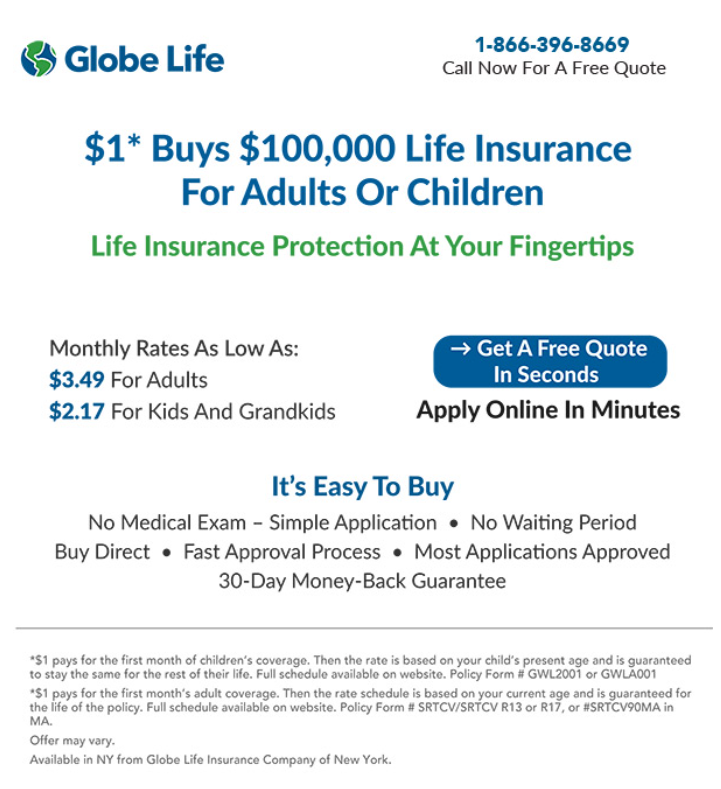 Globe Life
1-866-396-8669
Call Now For A Free Quote
$1* Buys $100,000 Life Insurance
For Adults Or Children
Life Insurance Protection At Your Fingertips
Monthly Rates As Low As:
$3.49 For Adults
$2.17 For Kids And Grandkids
→ Get A Free Quote
In Seconds
Apply Online In Minutes
It's Easy To Buy
No Medical Exam – Simple Application • No Waiting Period
Buy Direct • Fast Approval Process • Most Applications Approved
30-Day Money-Back Guarantee
*$1 pays for the first month of children's coverage. Then the rate is based on your child's present age and is guaranteed
to stay the same for the rest of their life. Full schedule available on website. Policy Form # GWL2001 or GWLA001
*$1 pays for the first month's adult coverage. Then the rate schedule is based on your current age and is guaranteed for
the life of the policy. Full schedule available on website. Policy Form # SRTCV/SRTCV R13 or R17, or #SRTCV90MA in
MA.
Offer may vary.
Available in NY from Globe Life Insurance Company of New York.